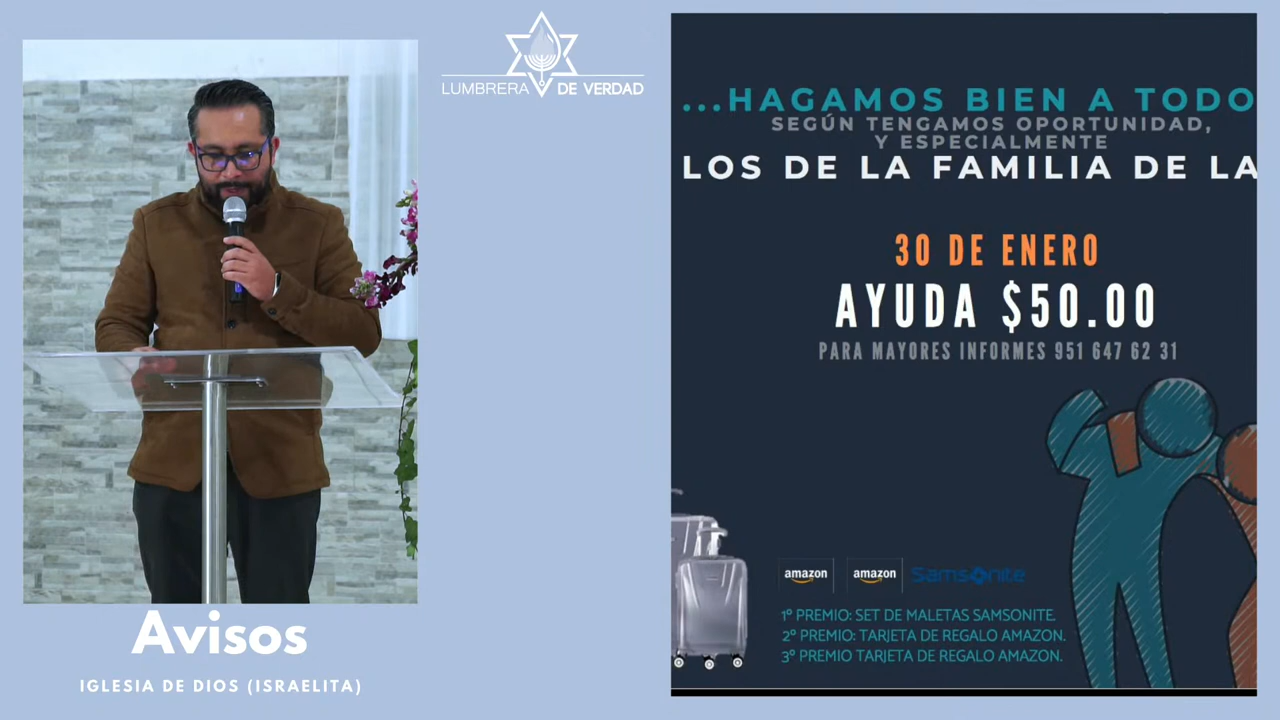 LUMBRERA DE VERDAD
...HAGAMOS BIEN A TODO
SEGÚN TENGAMOS OPORTUNIDAD,
Y ESPECIALMENTE
LOS DE LA FAMILIA DE LA
30 DE ENERO
AYUDA $50.00
PARA MAYORES INFORMES 951 647 62 31
amazon amazon Samsonite
1º PREMIO: SET DE MALETAS SAMSONITE.
2º PREMIO: TARJETA DE REGALO AMAZON.
3º PREMIO TARJETA DE REGALO AMAZON.
Avisos
IGLESIA DE DIOS (ISRAELITA)